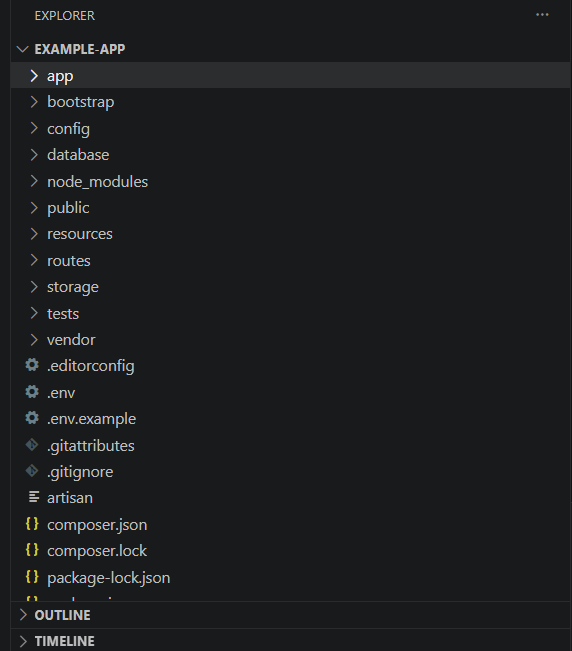 EXPLORER
EXAMPLE-APP
app
bootstrap
config
database
node_modules
public
resources
routes
storage
tests
vendor
.editorconfig
.env
.env.example
.gitattributes
.gitignore
artisan
composer.json
composer.lock
package-lock.json
OUTLINE
TIMELINE